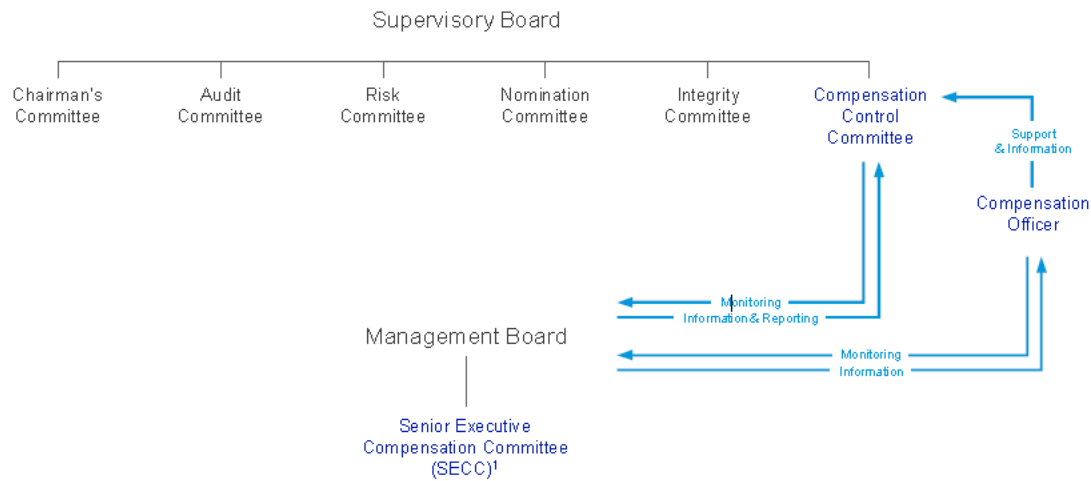 Supervisory Board
Chairman's
Committee
Audit
Committee
Risk
Committee
Nomination
Committee
Integrity
Committee
Compensation
Control
Committee
Support
& Information
Compensation
Officer
Monitoring
Information & Reporting
Management Board
Monitoring
Information
Senior Executive
Compensation Committee
(SECC)¹